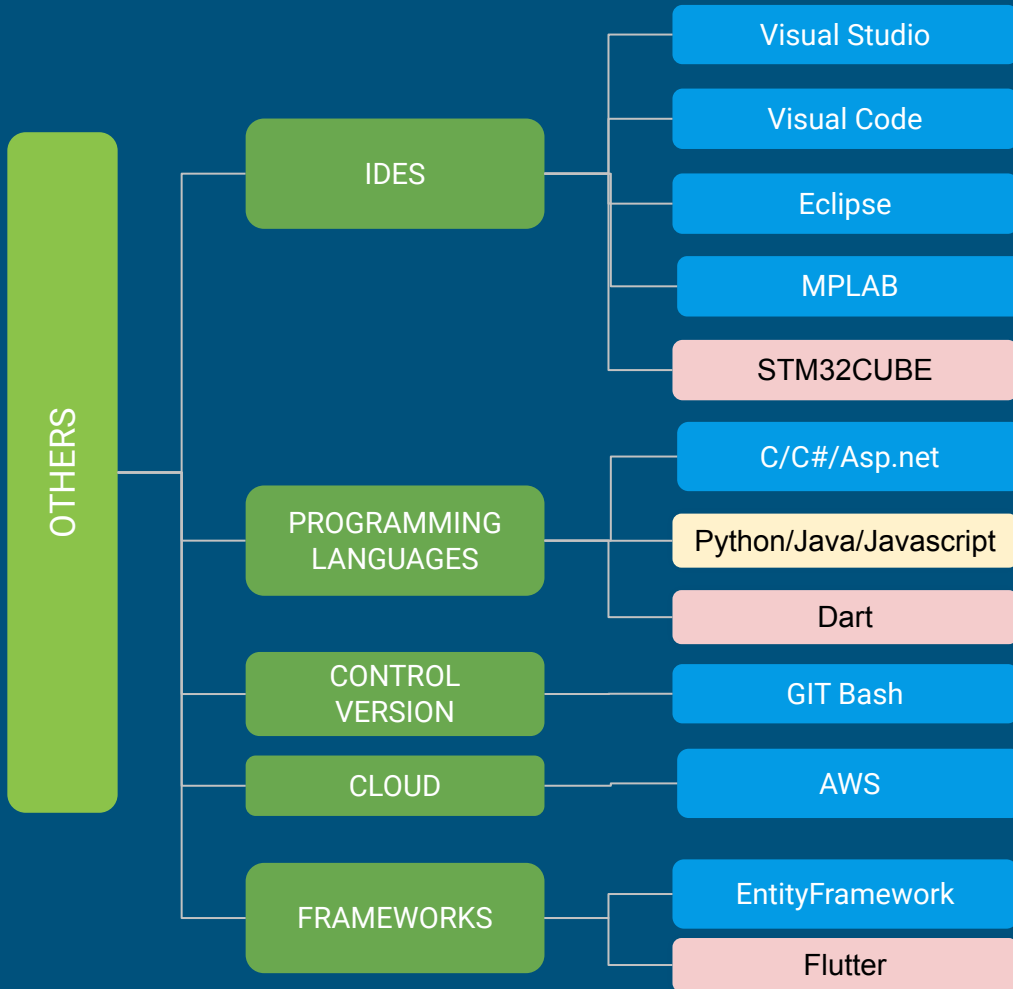 OTHERS
IDES
Visual Studio
Visual Code
Eclipse
MPLAB
STM32CUBE
PROGRAMMING
LANGUAGES
C/C#/Asp.net
Python/Java/Javascript
Dart
CONTROL
VERSION
GIT Bash
CLOUD
AWS
FRAMEWORKS
EntityFramework
Flutter